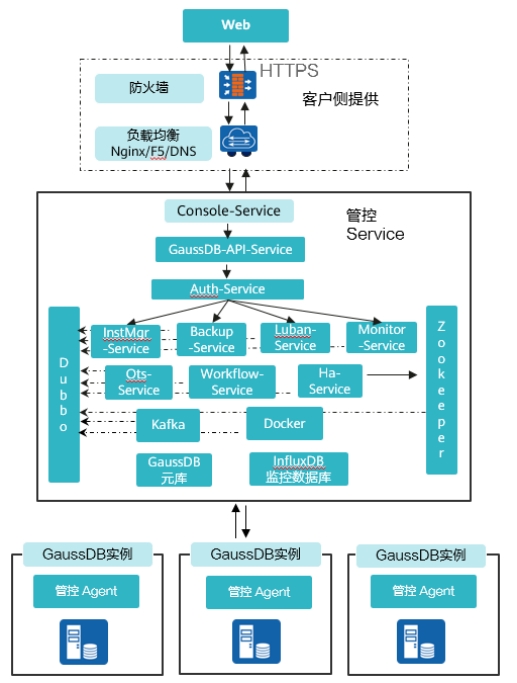 Web
HTTPS
防火墙
客户侧提供
负载均衡
Nginx/F5/DNS
Console-Service
管控
Service
GaussDB-API-Service
Auth-Service
InstMgr
-Service
Backup
-Service
Luban-
Service
Monitor
-Service
Dubbo
Zookeeper
Qts-
Service
Workflow-
Service
Ha-
Service
Kafka
Docker
GaussDB
元库
InfluxDB
监控数据库
GaussDB实例
GaussDB实例
GaussDB实例
管控 Agent
管控 Agent
管控 Agent